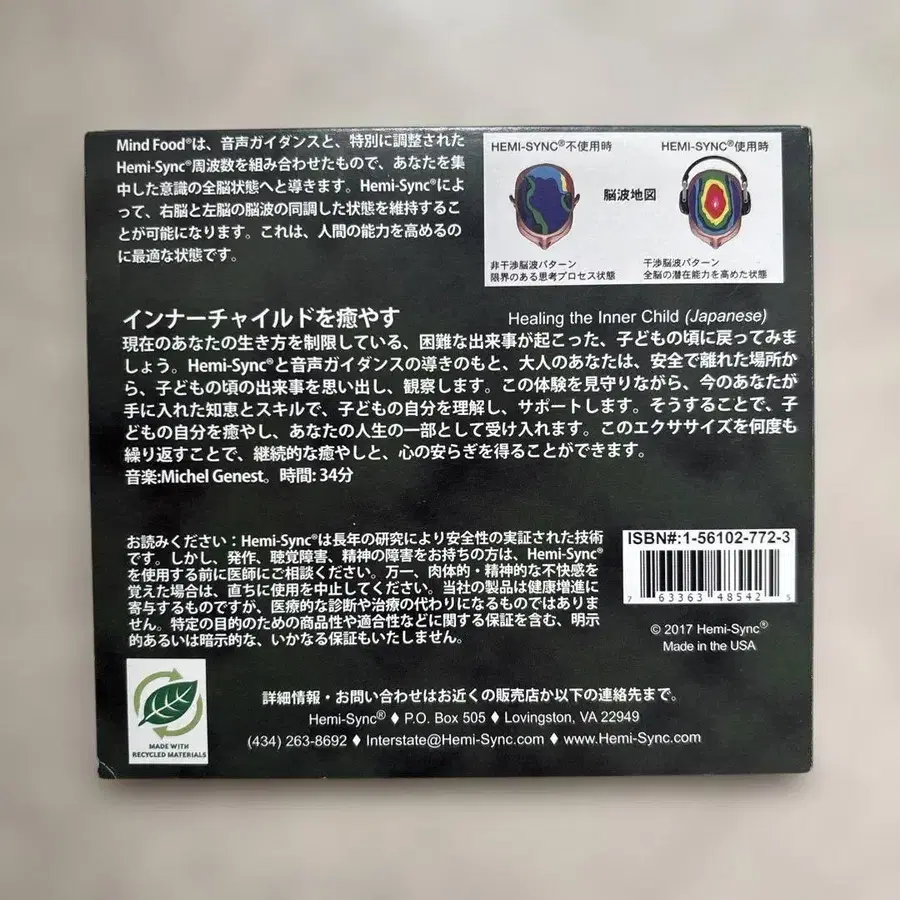 Mind Food®は、音声ガイダンスと、特別に調整された
Hemi-Sync®周波数を組み合わせたもので、あなたを集
中した意識の全脳状態へと導きます。Hemi-Sync®によ
って、右脳と左脳の脳波の同調した状態を維持するこ
とが可能になります。これは、人間の能力を高めるの
に最適な状態です。
HEMI-SYNC®不使用時
HEMI-SYNC®使用時
脳波地図
非干渉脳波パターン
限界のある思考プロセス状態
干渉脳波パターン
全脳の潜在能力を高めた状態
インナーチャイルドを癒やす
Healing the Inner Child (Japanese)
現在のあなたの生き方を制限している、困難な出来事が起こった、子どもの頃に戻ってみま
しょう。Hemi-Sync®と音声ガイダンスの導きのもと、大人のあなたは、安全で離れた場所か
ら、子どもの頃の出来事を思い出し、観察します。この体験を見守りながら、今のあなたが
手に入れた知恵とスキルで、子どもの自分を理解し、サポートします。そうすることで、子
どもの自分を癒やし、あなたの人生の一部として受け入れます。このエクササイズを何度も
繰り返すことで、継続的な癒やしと、心の安らぎを得ることができます。
音楽:Michel Genest。時間: 34分
お読みください：Hemi-Sync®は長年の研究により安全性の実証された技術
です。しかし、発作、聴覚障害、精神の障害をお持ちの方は、Hemi-Sync®
を使用する前に医師にご相談ください。万一、肉体的・精神的な不快感を
覚えた場合は、直ちに使用を中止してください。当社の製品は健康増進に
寄与するものですが、医療的な診断や治療の代わりになるものではありま
せん。特定の目的のための商品性や適合性などに関する保証を含む、明示
的あるいは暗示的な、いかなる保証もいたしません。
ISBN#:1-56102-772-3
7 63363 48542 5
© 2017 Hemi-Sync®
Made in the USA
MADE WITH
RECYCLED MATERIALS
詳細情報・お問い合わせはお近くの販売店か以下の連絡先まで。
Hemi-Sync® ♦ P.O. Box 505 ♦ Lovingston, VA 22949
(434) 263-8692 ♦ Interstate@Hemi-Sync.com ♦ www.Hemi-Sync.com